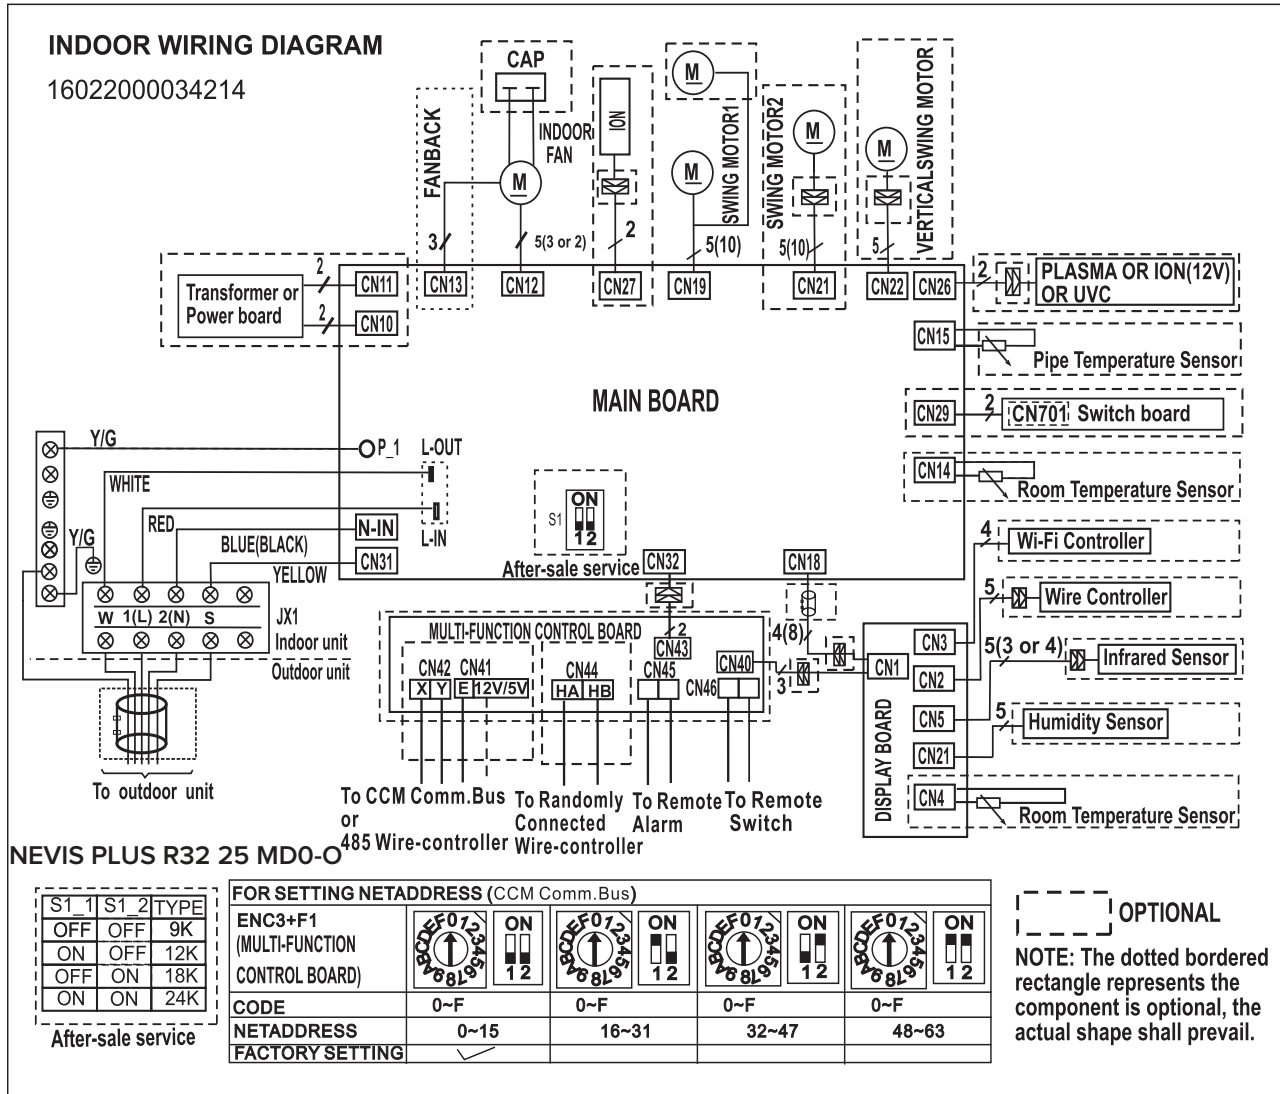 INDOOR WIRING DIAGRAM
16022000034214
CAP
INDOOR
FAN
FANBACK
ION
SWING MOTOR1
SWING MOTOR2
VERTICALSWING MOTOR
M
M
M
M
M
3
5(3 or 2)
2
5(10)
5(10)
5
Transformer or
Power board
2
2
CN11
CN10
CN13
CN12
CN27
CN19
CN21
CN22
CN26
2
PLASMA OR ION(12V)
OR UVC
CN15
Pipe Temperature Sensor
MAIN BOARD
CN29
2
CN701
Switch board
CN14
Room Temperature Sensor
Y/G
P_1
L-OUT
WHITE
RED
N-IN
L-IN
BLUE(BLACK)
CN31
YELLOW
Y/G
S1
ON
1 2
After-sale service
CN32
CN18
4
Wi-Fi Controller
5
Wire Controller
5(3 or 4)
Infrared Sensor
5
Humidity Sensor
Room Temperature Sensor
W 1(L) 2(N) S
JX1
Indoor unit
Outdoor unit
To outdoor unit
MULTI-FUNCTION CONTROL BOARD
2
CN43
4(8)
3
CN42
CN41
CN44
CN45
CN40
CN46
X Y
E 12V/5V
HA HB
CN1
CN3
CN2
CN5
CN21
CN4
DISPLAY BOARD
To CCM Comm.Bus
or
485 Wire-controller
To Randomly
Connected
Wire-controller
To Remote
Alarm
To Remote
Switch
NEVIS PLUS R32 25 MD0-O
S1_1 S1_2 TYPE
OFF OFF 9K
ON OFF 12K
OFF ON 18K
ON ON 24K
After-sale service
FOR SETTING NETADDRESS (CCM Comm.Bus)
ENC3+F1
(MULTI-FUNCTION
CONTROL BOARD)
0123456789ABCDEF
ON
1 2
0123456789ABCDEF
ON
1 2
0123456789ABCDEF
ON
1 2
0123456789ABCDEF
ON
1 2
CODE 0~F 0~F 0~F 0~F
NETADDRESS 0~15 16~31 32~47 48~63
FACTORY SETTING
OPTIONAL
NOTE: The dotted bordered
rectangle represents the
component is optional, the
actual shape shall prevail.